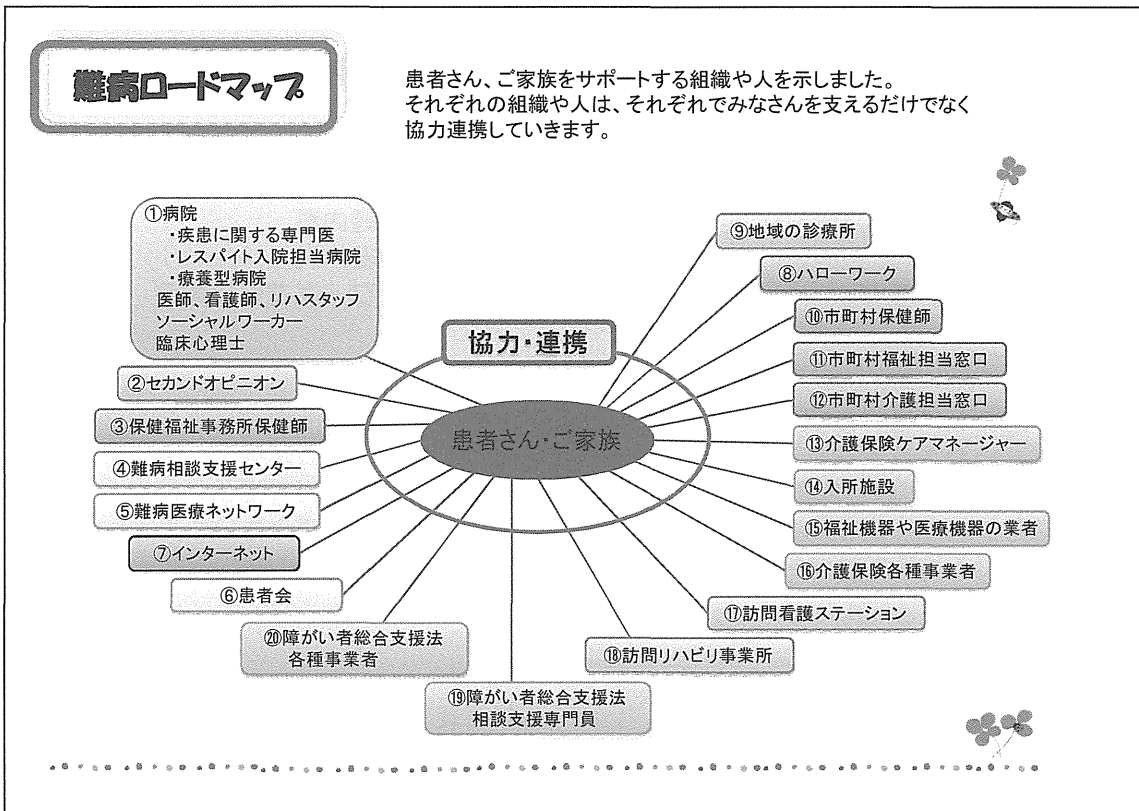 難病ロードマップ
患者さん、ご家族をサポートする組織や人を示しました。
それぞれの組織や人は、それぞれでみなさんを支えるだけでなく
協力連携していきます。
①病院
・疾患に関する専門医
・レスパイト入院担当病院
・療養型病院
医師、看護師、リハスタッフ
ソーシャルワーカー
臨床心理士
②セカンドオピニオン
③保健福祉事務所保健師
④難病相談支援センター
⑤難病医療ネットワーク
⑦インターネット
⑥患者会
⑳障がい者総合支援法
各種事業者
⑲障がい者総合支援法
相談支援専門員
協力・連携
患者さん・ご家族
⑨地域の診療所
⑧ハローワーク
⑩市町村保健師
⑪市町村福祉担当窓口
⑫市町村介護担当窓口
⑬介護保険ケアマネージャー
⑭入所施設
⑮福祉機器や医療機器の業者
⑯介護保険各種事業者
⑰訪問看護ステーション
⑱訪問リハビリ事業所